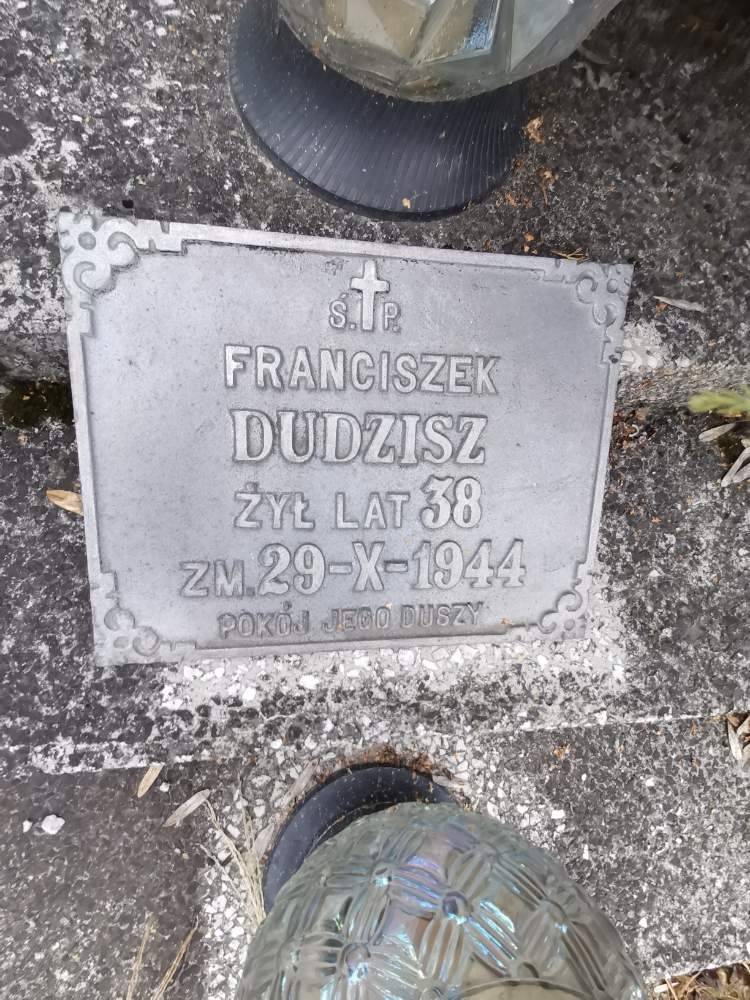 Ś.P.
FRANCISZEK
DUDZISZ
ŻYŁ LAT 38
ZM. 29-X-1944
POKÓJ JEGO DUSZY